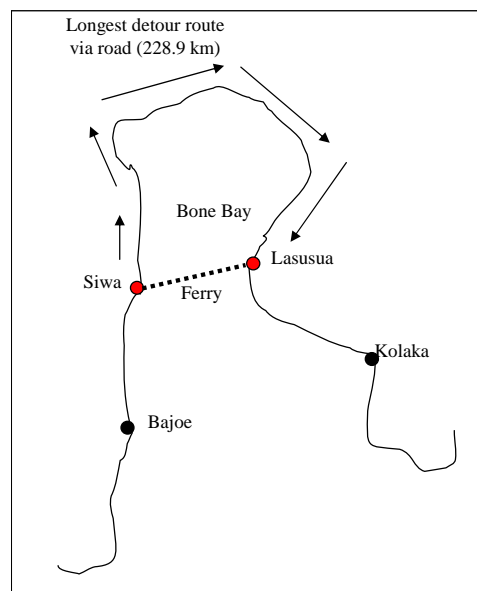 Longest detour route
via road (228.9 km)
Bone Bay
Lasusua
Siwa
Ferry
Kolaka
Bajoe